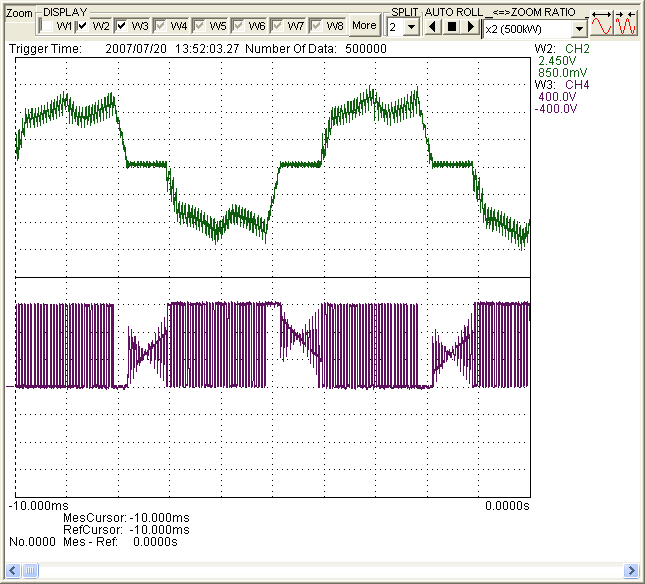 Zoom DISPLAY SPLIT AUTO ROLL <=>ZOOM RATIO
W1 W2 W3 W4 W5 W6 W7 W8 More 2 x2 (500kW)
Trigger Time: 2007/07/20 13:52:03.27 Number Of Data: 500000
W2: CH2
2.450V
850.0mV
W3: CH4
400.0V
-400.0V
-10.000ms 0.0000s
MesCursor: -10.000ms
RefCursor: -10.000ms
No.0000 Mes - Ref: 0.0000s